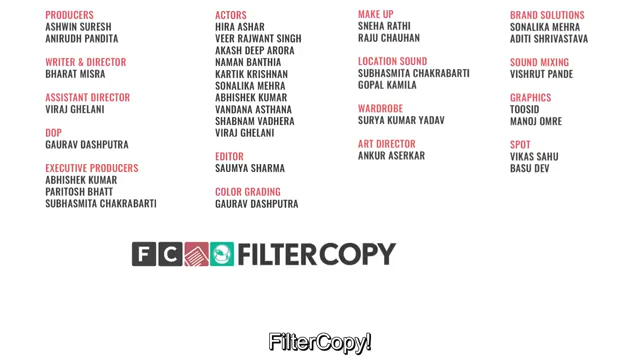 PRODUCERS
ASHWIN SURESH
ANIRUDH PANDITA
WRITER & DIRECTOR
BHARAT MISRA
ASSISTANT DIRECTOR
VIRAJ GHELANI
DOP
GAURAV DASHPUTRA
EXECUTIVE PRODUCERS
ABHISHEK KUMAR
PARITOSH BHATT
SUBHASMITA CHAKRABARTI
ACTORS
HIRA ASHAR
VEER RAJWANT SINGH
AKASH DEEP ARORA
NAMAN BANTHIA
KARTIK KRISHNAN
SONALIKA MEHRA
ABHISHEK KUMAR
VANDANA ASTHANA
SHABNAM VADHERA
VIRAJ GHELANI
EDITOR
SAUMYA SHARMA
COLOR GRADING
GAURAV DASHPUTRA
MAKE UP
SNEHA RATHI
RAJU CHAUHAN
LOCATION SOUND
SUBHASMITA CHAKRABARTI
GOPAL KAMILA
WARDROBE
SURYA KUMAR YADAV
ART DIRECTOR
ANKUR ASERKAR
BRAND SOLUTIONS
SONALIKA MEHRA
ADITI SHRIVASTAVA
SOUND MIXING
VISHRUT PANDE
GRAPHICS
TOOSID
MANOJ OMRE
SPOT
VIKAS SAHU
BASU DEV
FC FILTERCOPY
FilterCopy!